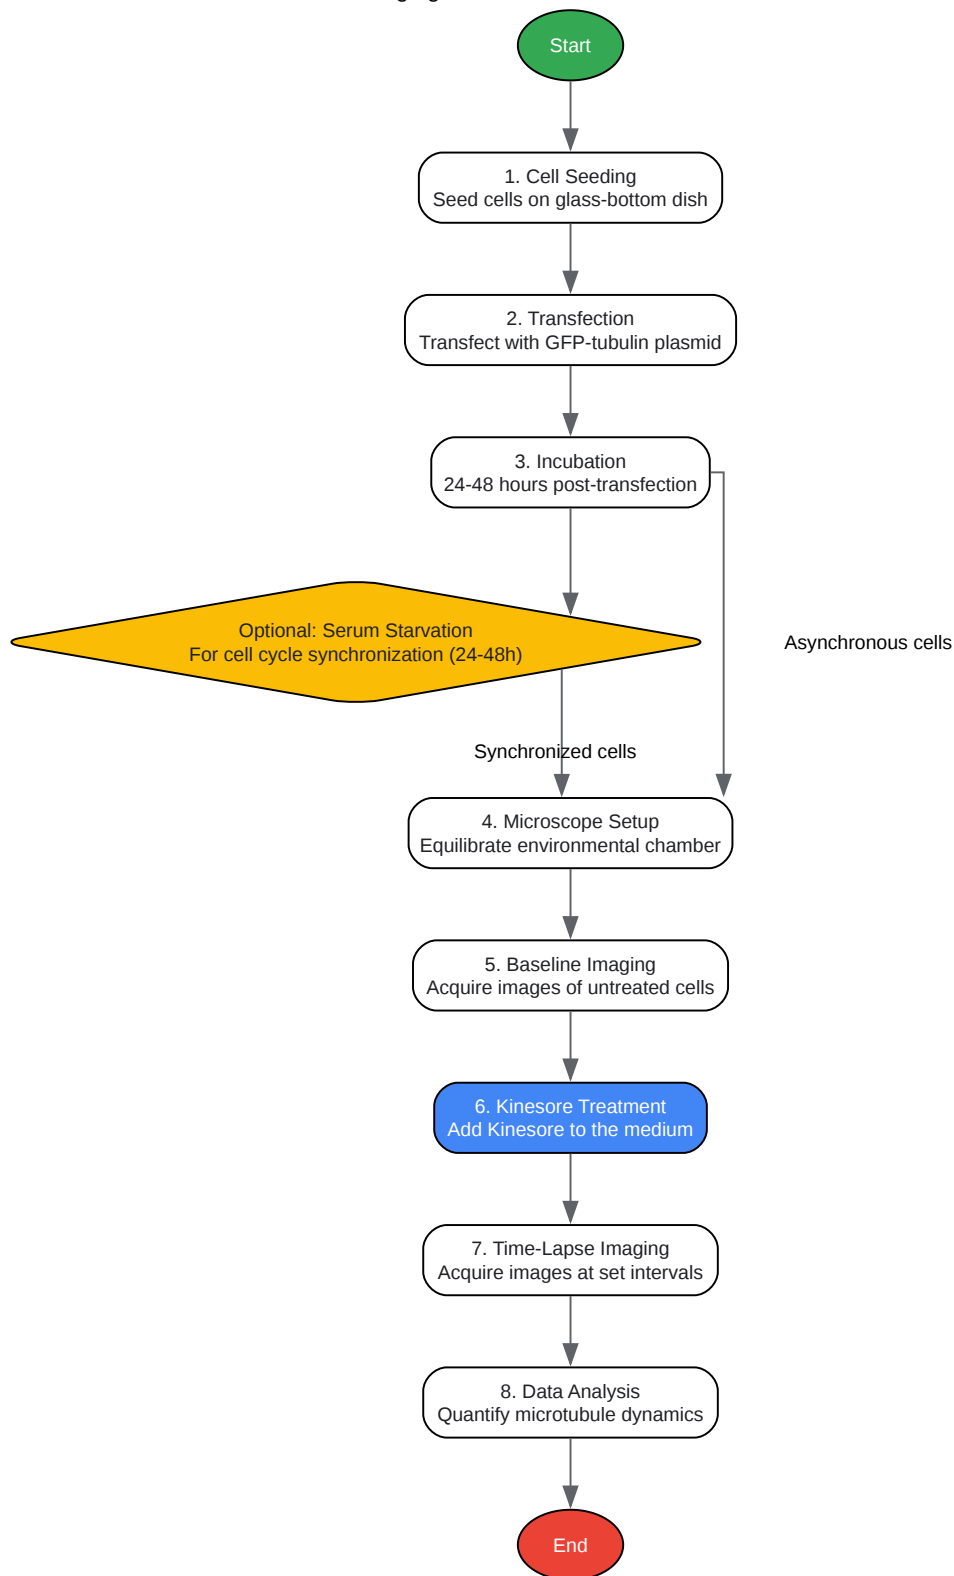 Start
1. Cell Seeding
Seed cells on glass-bottom dish
2. Transfection
Transfect with GFP-tubulin plasmid
3. Incubation
24-48 hours post-transfection
Optional: Serum Starvation
For cell cycle synchronization (24-48h)
Asynchronous cells
Synchronized cells
4. Microscope Setup
Equilibrate environmental chamber
5. Baseline Imaging
Acquire images of untreated cells
6. Kinesore Treatment
Add Kinesore to the medium
7. Time-Lapse Imaging
Acquire images at set intervals
8. Data Analysis
Quantify microtubule dynamics
End